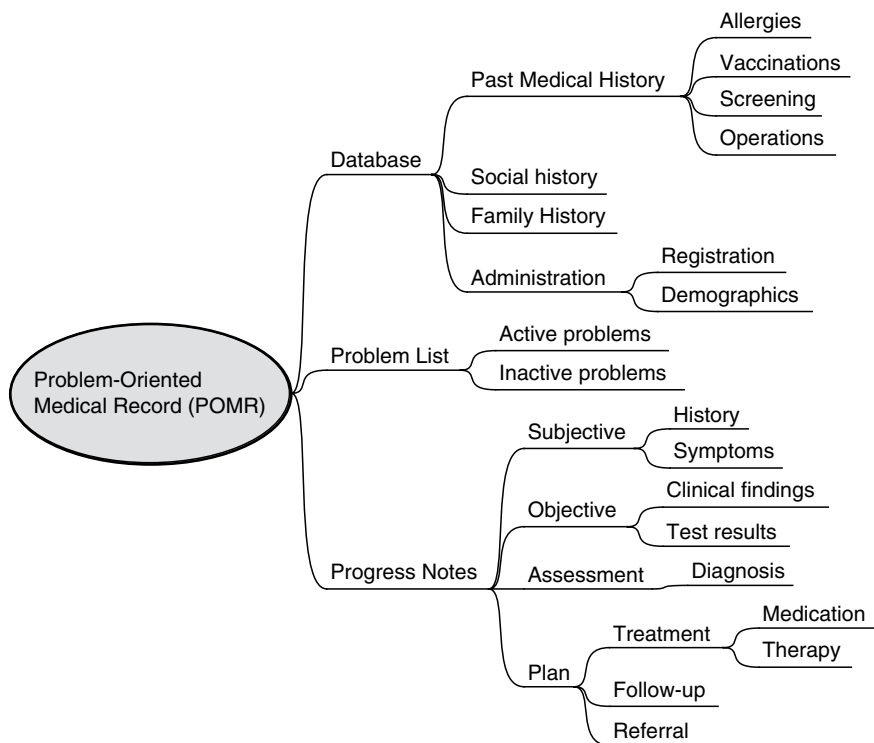 Problem-Oriented
Medical Record (POMR)
Database
Past Medical History
Allergies
Vaccinations
Screening
Operations
Social history
Family History
Administration
Registration
Demographics
Problem List
Active problems
Inactive problems
Progress Notes
Subjective
History
Symptoms
Objective
Clinical findings
Test results
Assessment
Diagnosis
Plan
Treatment
Medication
Therapy
Follow-up
Referral